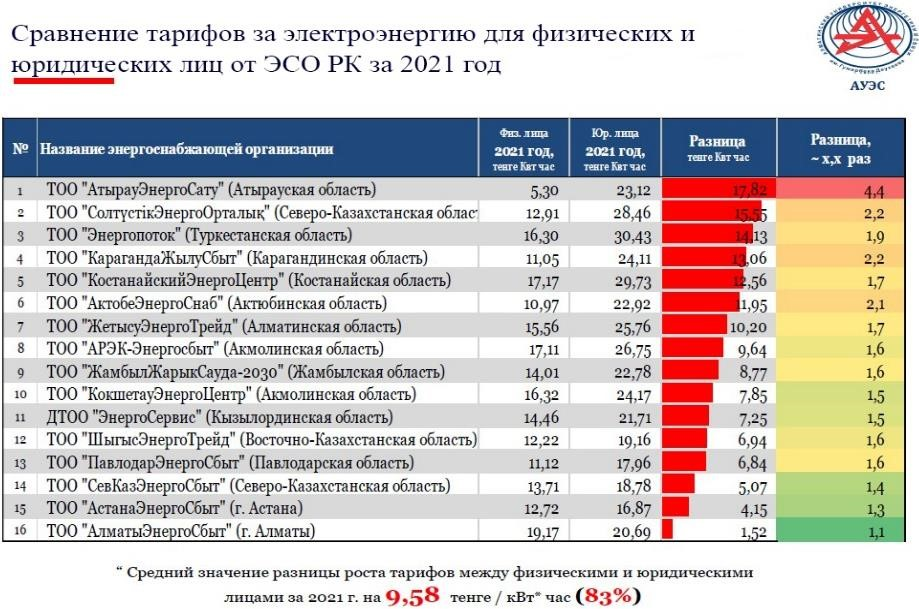 Сравнение тарифов за электроэнергию для физических и
юридических лиц от ЭСО РК за 2021 год
АУЭС
№ Название энергоснабжающей организации Физ. лица 2021 год, тенге Квт час Юр. лица 2021 год, тенге Квт час Разница тенге Квт час Разница, ~ х,х раз
1 ТОО "АтырауЭнергоСату" (Атырауская область) 5,30 23,12 17,82 4,4
2 ТОО "СолтүстікЭнергоОрталық" (Северо-Казахстанская област 12,91 28,46 15,55 2,2
3 ТОО "Энергопоток" (Туркестанская область) 16,30 30,43 14,13 1,9
4 ТОО "КарагандаЖылуСбыт" (Карагандинская область) 11,05 24,11 13,06 2,2
5 ТОО "КостанайскийЭнергоЦентр" (Костанайская область) 17,17 29,73 12,56 1,7
6 ТОО "АктобеЭнергоСнаб" (Актюбинская область) 10,97 22,92 11,95 2,1
7 ТОО "ЖетысуЭнергоТрейд" (Алматинская область) 15,56 25,76 10,20 1,7
8 ТОО "АРЭК-Энергосбыт" (Акмолинская область) 17,11 26,75 9,64 1,6
9 ТОО "ЖамбылЖарыкСауда-2030" (Жамбылская область) 14,01 22,78 8,77 1,6
10 ТОО "КокшетауЭнергоЦентр" (Акмолинская область) 16,32 24,17 7,85 1,5
11 ДТОО "ЭнергоСервис" (Кызылординская область) 14,46 21,71 7,25 1,5
12 ТОО "ШыгысЭнергоТрейд" (Восточно-Казахстанская область) 12,22 19,16 6,94 1,6
13 ТОО "ПавлодарЭнергоСбыт" (Павлодарская область) 11,12 17,96 6,84 1,6
14 ТОО "СевКазЭнергоСбыт" (Северо-Казахстанская область) 13,71 18,78 5,07 1,4
15 ТОО "АстанаЭнергоСбыт" (г. Астана) 12,72 16,87 4,15 1,3
16 ТОО "АлматыЭнергоСбыт" (г. Алматы) 19,17 20,69 1,52 1,1
“ Средний значение разницы роста тарифов между физическими и юридическими
лицами за 2021 г. на 9,58 тенге / кВт* час (83%)